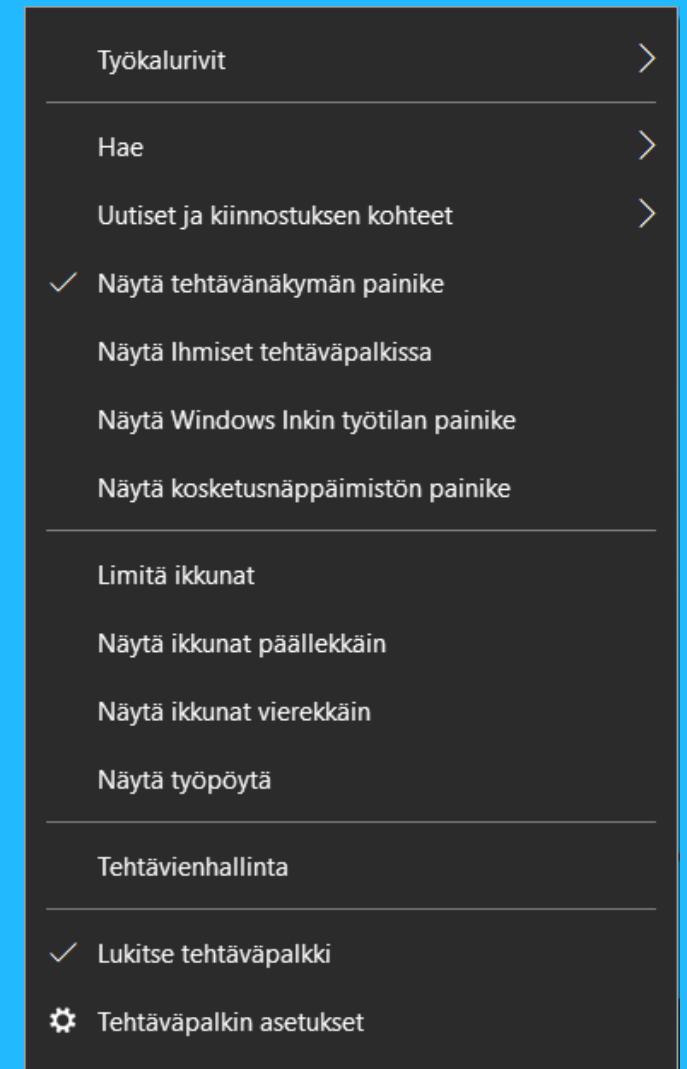 Työkalurivit
Hae
Uutiset ja kiinnostuksen kohteet
Näytä tehtävänäkymän painike
Näytä Ihmiset tehtäväpalkissa
Näytä Windows Inkin työtilan painike
Näytä kosketusnäppäimistön painike
Limitä ikkunat
Näytä ikkunat päällekkäin
Näytä ikkunat vierekkäin
Näytä työpöytä
Tehtävienhallinta
Lukitse tehtäväpalkki
Tehtäväpalkin asetukset